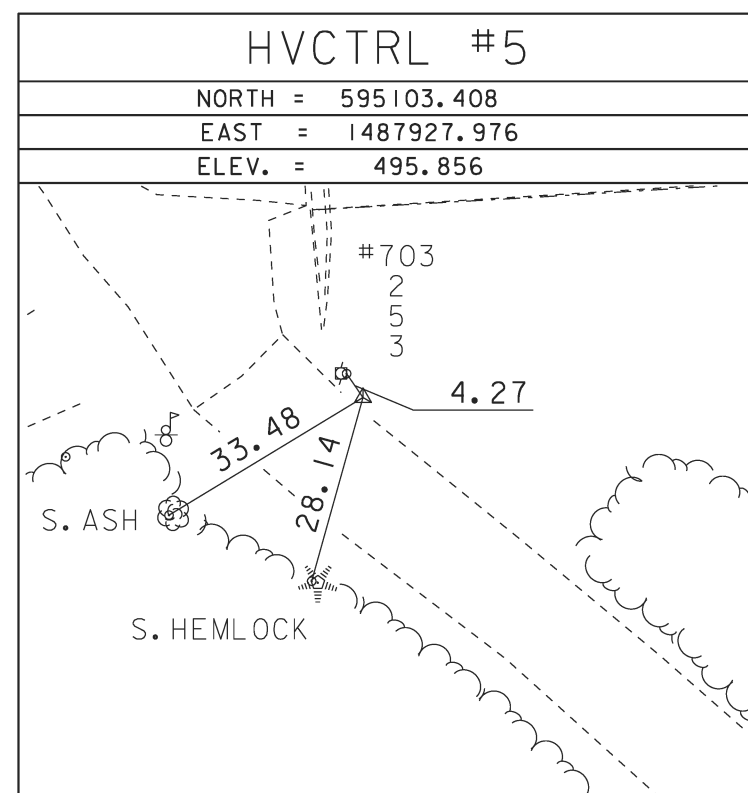 HVCTRL #5
NORTH = 595103.408
EAST = 1487927.976
ELEV. = 495.856
#703
2
5
3
4.27
33.48
28.14
S. ASH
S. HEMLOCK